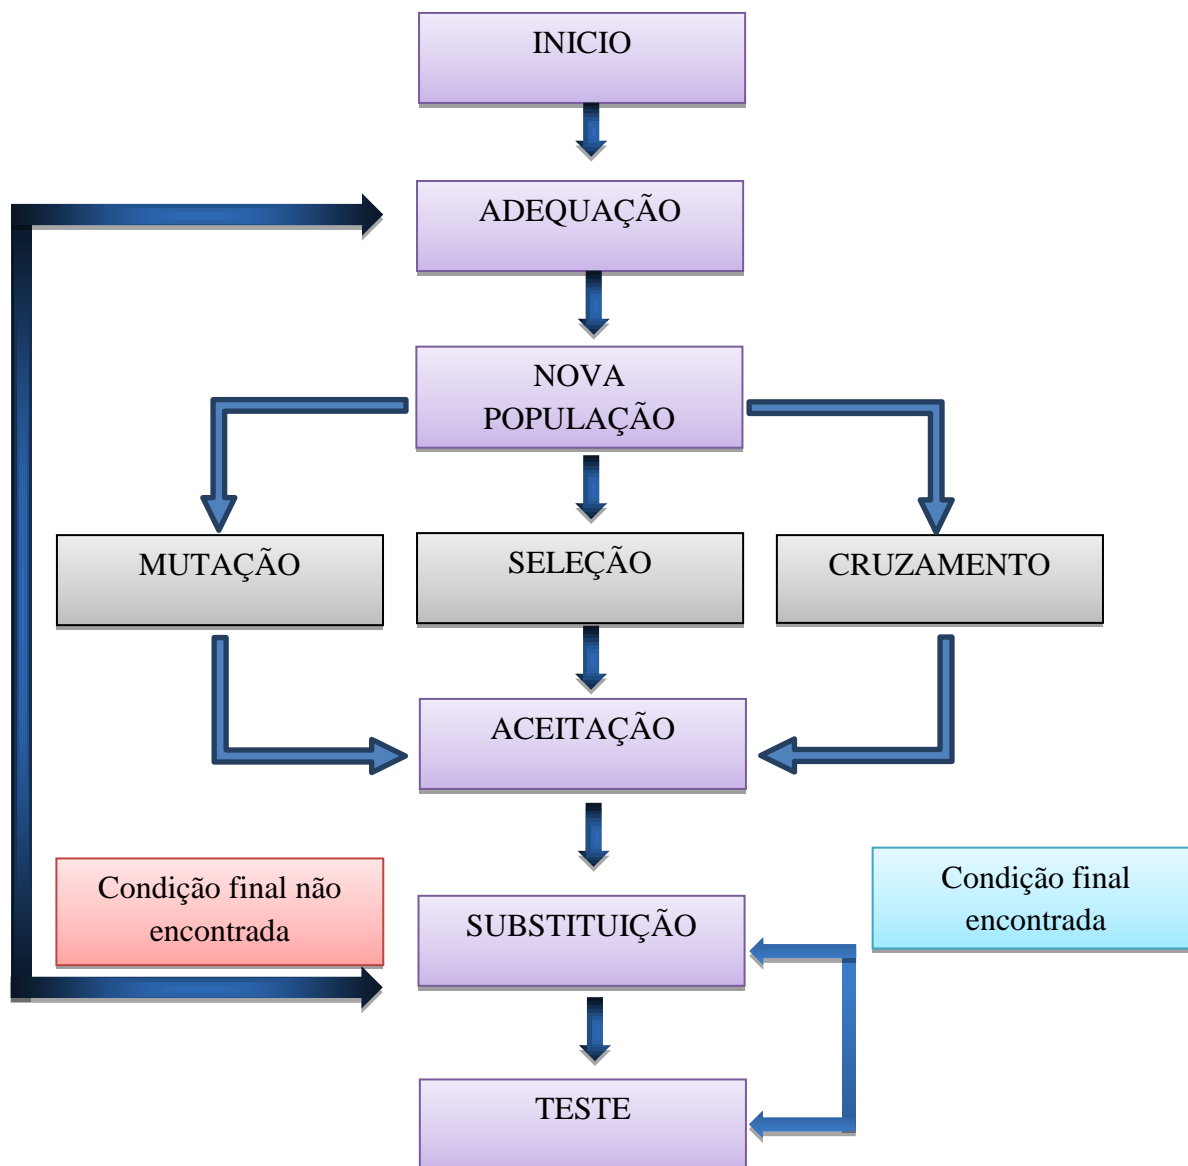 INICIO
ADEQUAÇÃO
NOVA
POPULAÇÃO
MUTAÇÃO
SELEÇÃO
CRUZAMENTO
ACEITAÇÃO
Condição final não
encontrada
SUBSTITUIÇÃO
Condição final
encontrada
TESTE